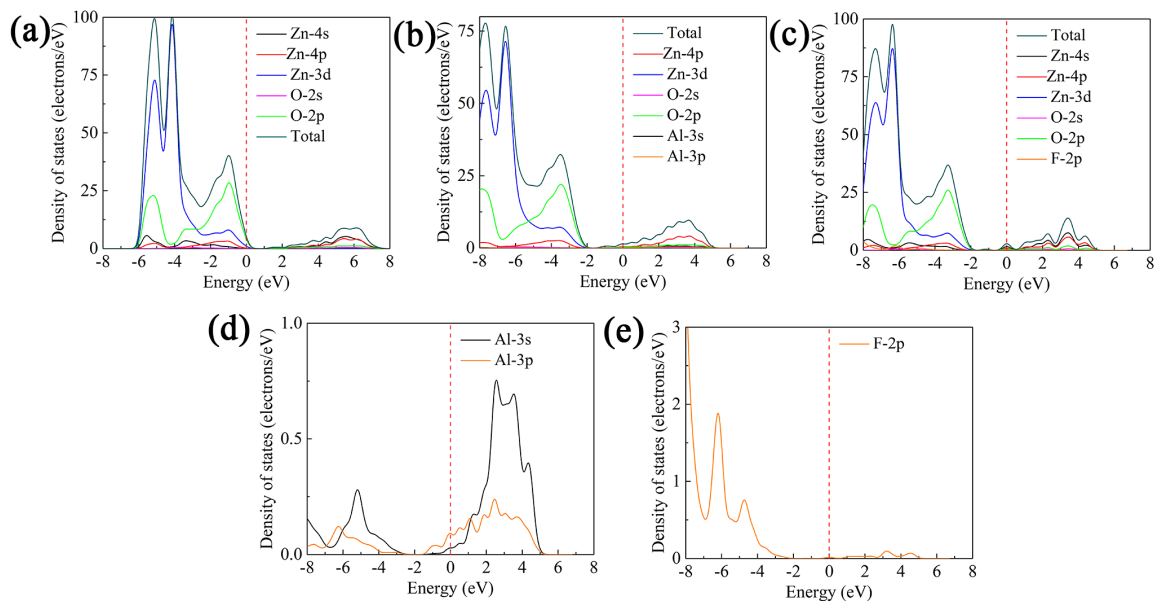 (a)
Density of states (electrons/eV)
100
75
50
25
0
-8 -6 -4 -2 0 2 4 6 8
Energy (eV)
Zn-4s
Zn-4p
Zn-3d
O-2s
O-2p
Total
(b)
Density of states (electrons/eV)
75
50
25
0
-8 -6 -4 -2 0 2 4 6 8
Energy (eV)
Total
Zn-4p
Zn-3d
O-2s
O-2p
Al-3s
Al-3p
(c)
Density of states (electrons/eV)
100
75
50
25
0
-8 -6 -4 -2 0 2 4 6 8
Energy (eV)
Total
Zn-4s
Zn-4p
Zn-3d
O-2s
O-2p
F-2p
(d)
Density of states (electrons/eV)
1.0
0.5
0.0
-8 -6 -4 -2 0 2 4 6 8
Energy (eV)
Al-3s
Al-3p
(e)
Density of states (electrons/eV)
3
2
1
0
-8 -6 -4 -2 0 2 4 6 8
Energy (eV)
F-2p